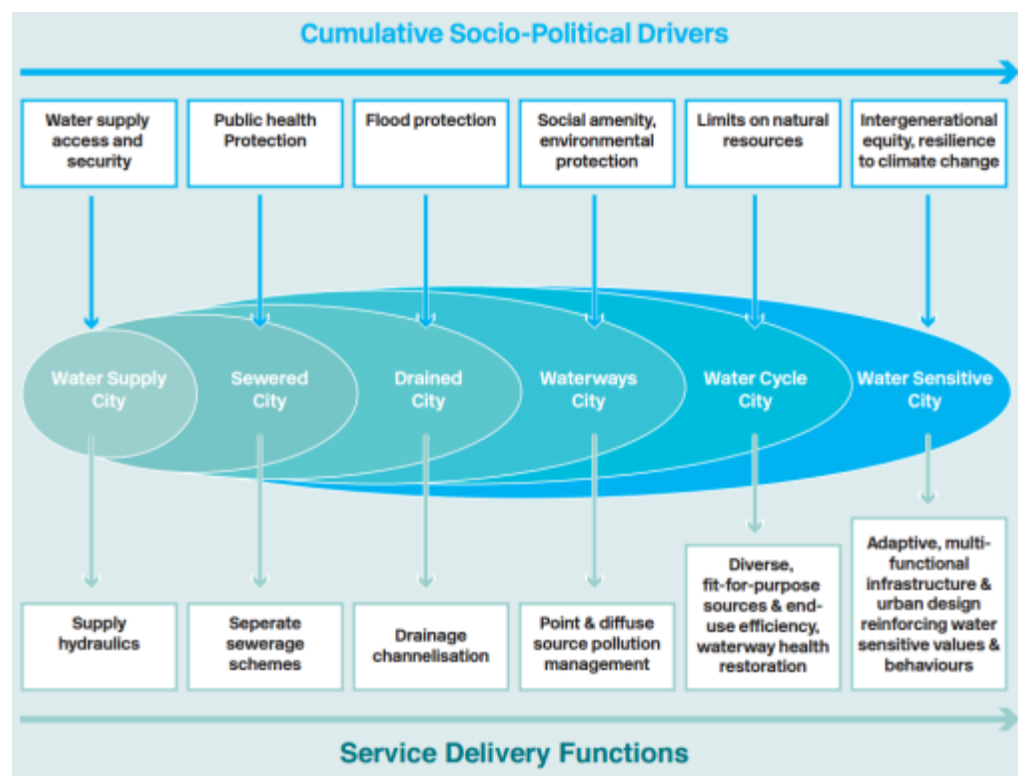 Cumulative Socio-Political Drivers
Water supply
access and
security
Public health
Protection
Flood protection
Social amenity,
environmental
protection
Limits on natural
resources
Intergenerational
equity, resilience
to climate change
Water Supply
City
Sewered
City
Drained
City
Waterways
City
Water Cycle
City
Water Sensitive
City
Supply
hydraulics
Seperate
sewerage
schemes
Drainage
channelisation
Point & diffuse
source pollution
management
Diverse,
fit-for-purpose
sources & end-
use efficiency,
waterway health
restoration
Adaptive, multi-
functional
infrastructure &
urban design
reinforcing water
sensitive values &
behaviours
Service Delivery Functions